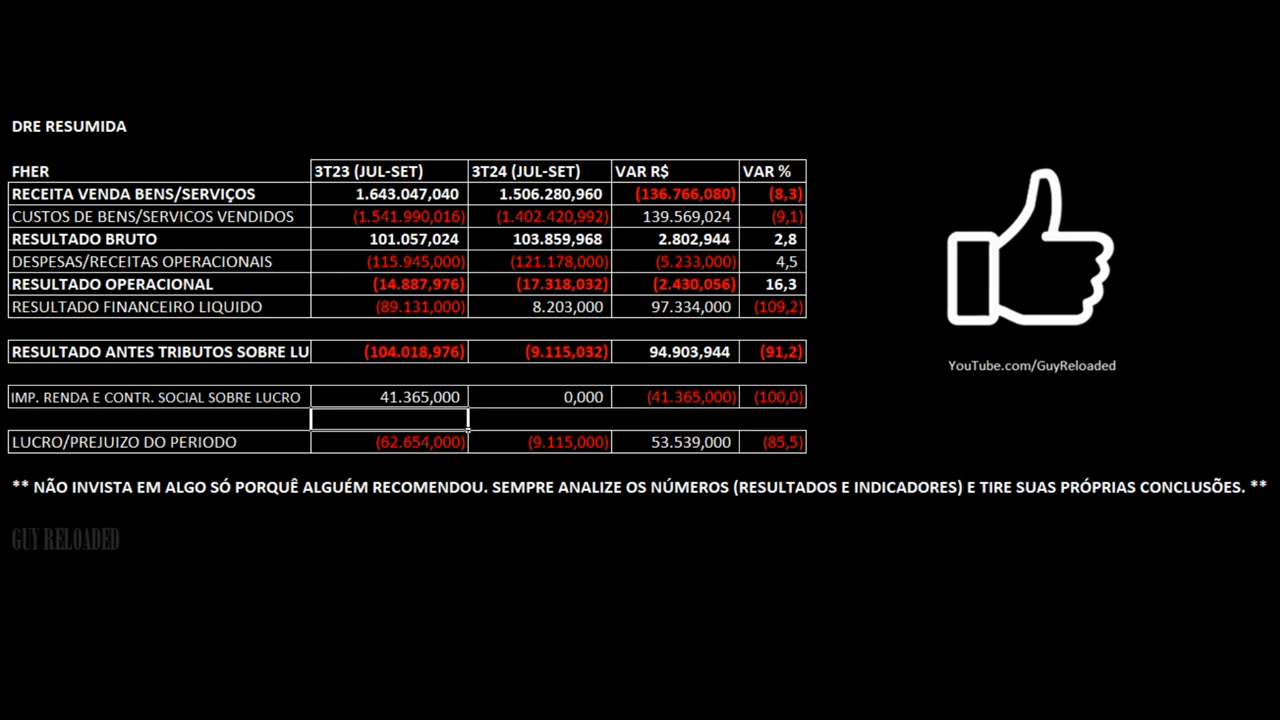 DRE RESUMIDA
FHER 3T23 (JUL-SET) 3T24 (JUL-SET) VAR R$ VAR %
RECEITA VENDA BENS/SERVIÇOS 1.643.047,040 1.506.280,960 (136.766,080) (8,3)
CUSTOS DE BENS/SERVICOS VENDIDOS (1.541.990,016) (1.402.420,992) 139.569,024 (9,1)
RESULTADO BRUTO 101.057,024 103.859,968 2.802,944 2,8
DESPESAS/RECEITAS OPERACIONAIS (115.945,000) (121.178,000) (5.233,000) 4,5
RESULTADO OPERACIONAL (14.887,976) (17.318,032) (2.430,056) 16,3
RESULTADO FINANCEIRO LIQUIDO (89.131,000) 8.203,000 97.334,000 (109,2)
RESULTADO ANTES TRIBUTOS SOBRE LU (104.018,976) (9.115,032) 94.903,944 (91,2)
YouTube.com/GuyReloaded
IMP. RENDA E CONTR. SOCIAL SOBRE LUCRO 41.365,000 0,000 (41.365,000) (100,0)
LUCRO/PREJUIZO DO PERIODO (62.654,000) (9.115,000) 53.539,000 (85,5)
** NÃO INVISTA EM ALGO SÓ PORQUÊ ALGUÉM RECOMENDOU. SEMPRE ANALIZE OS NÚMEROS (RESULTADOS E INDICADORES) E TIRE SUAS PRÓPRIAS CONCLUSÕES. **
GUY RELOADED